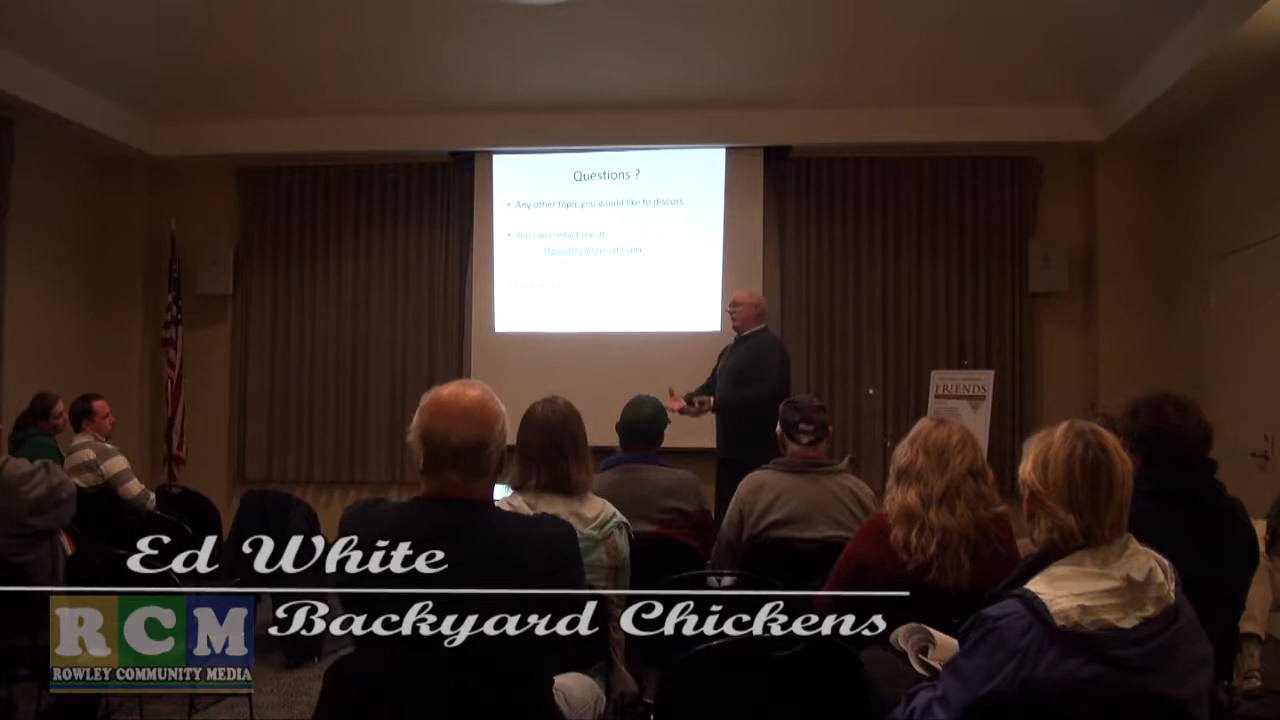 Questions ?
• Any other topic you would like to discuss
• You can contact me at
FRIENDS
Ed White
Backyard Chickens
RCM
ROWLEY COMMUNITY MEDIA